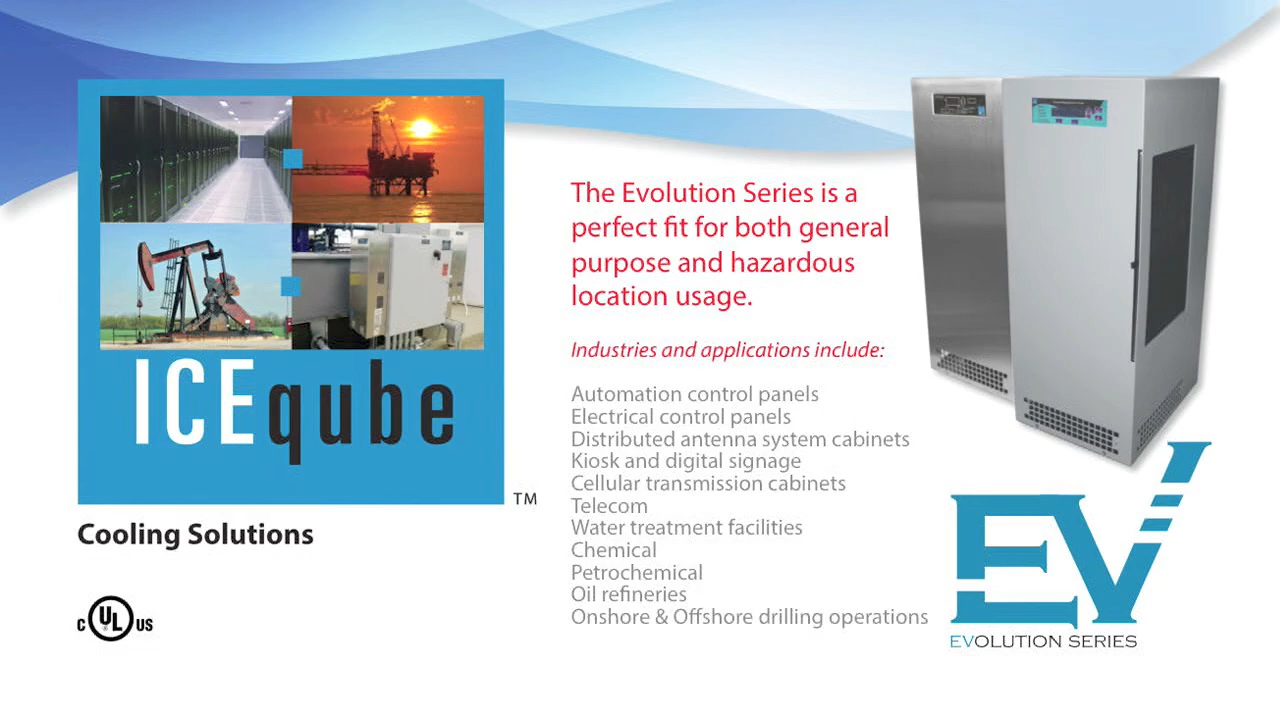 ICEqube
TM
Cooling Solutions
C UL US
®
The Evolution Series is a
perfect fit for both general
purpose and hazardous
location usage.
Industries and applications include:
Automation control panels
Electrical control panels
Distributed antenna system cabinets
Kiosk and digital signage
Cellular transmission cabinets
Telecom
Water treatment facilities
Chemical
Petrochemical
Oil refineries
Onshore & Offshore drilling operations
EV
EVOLUTION SERIES